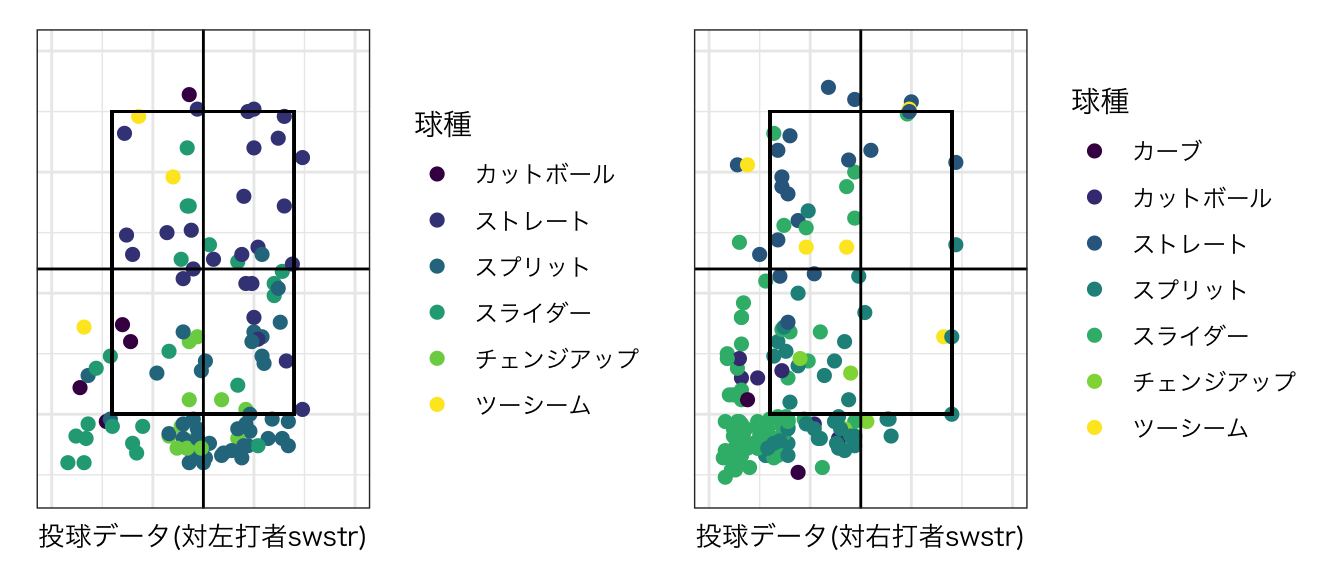 球種
カットボール
ストレート
スプリット
スライダー
チェンジアップ
ツーシーム
投球データ(対左打者swstr)
球種
カーブ
カットボール
ストレート
スプリット
スライダー
チェンジアップ
ツーシーム
投球データ(対右打者swstr)